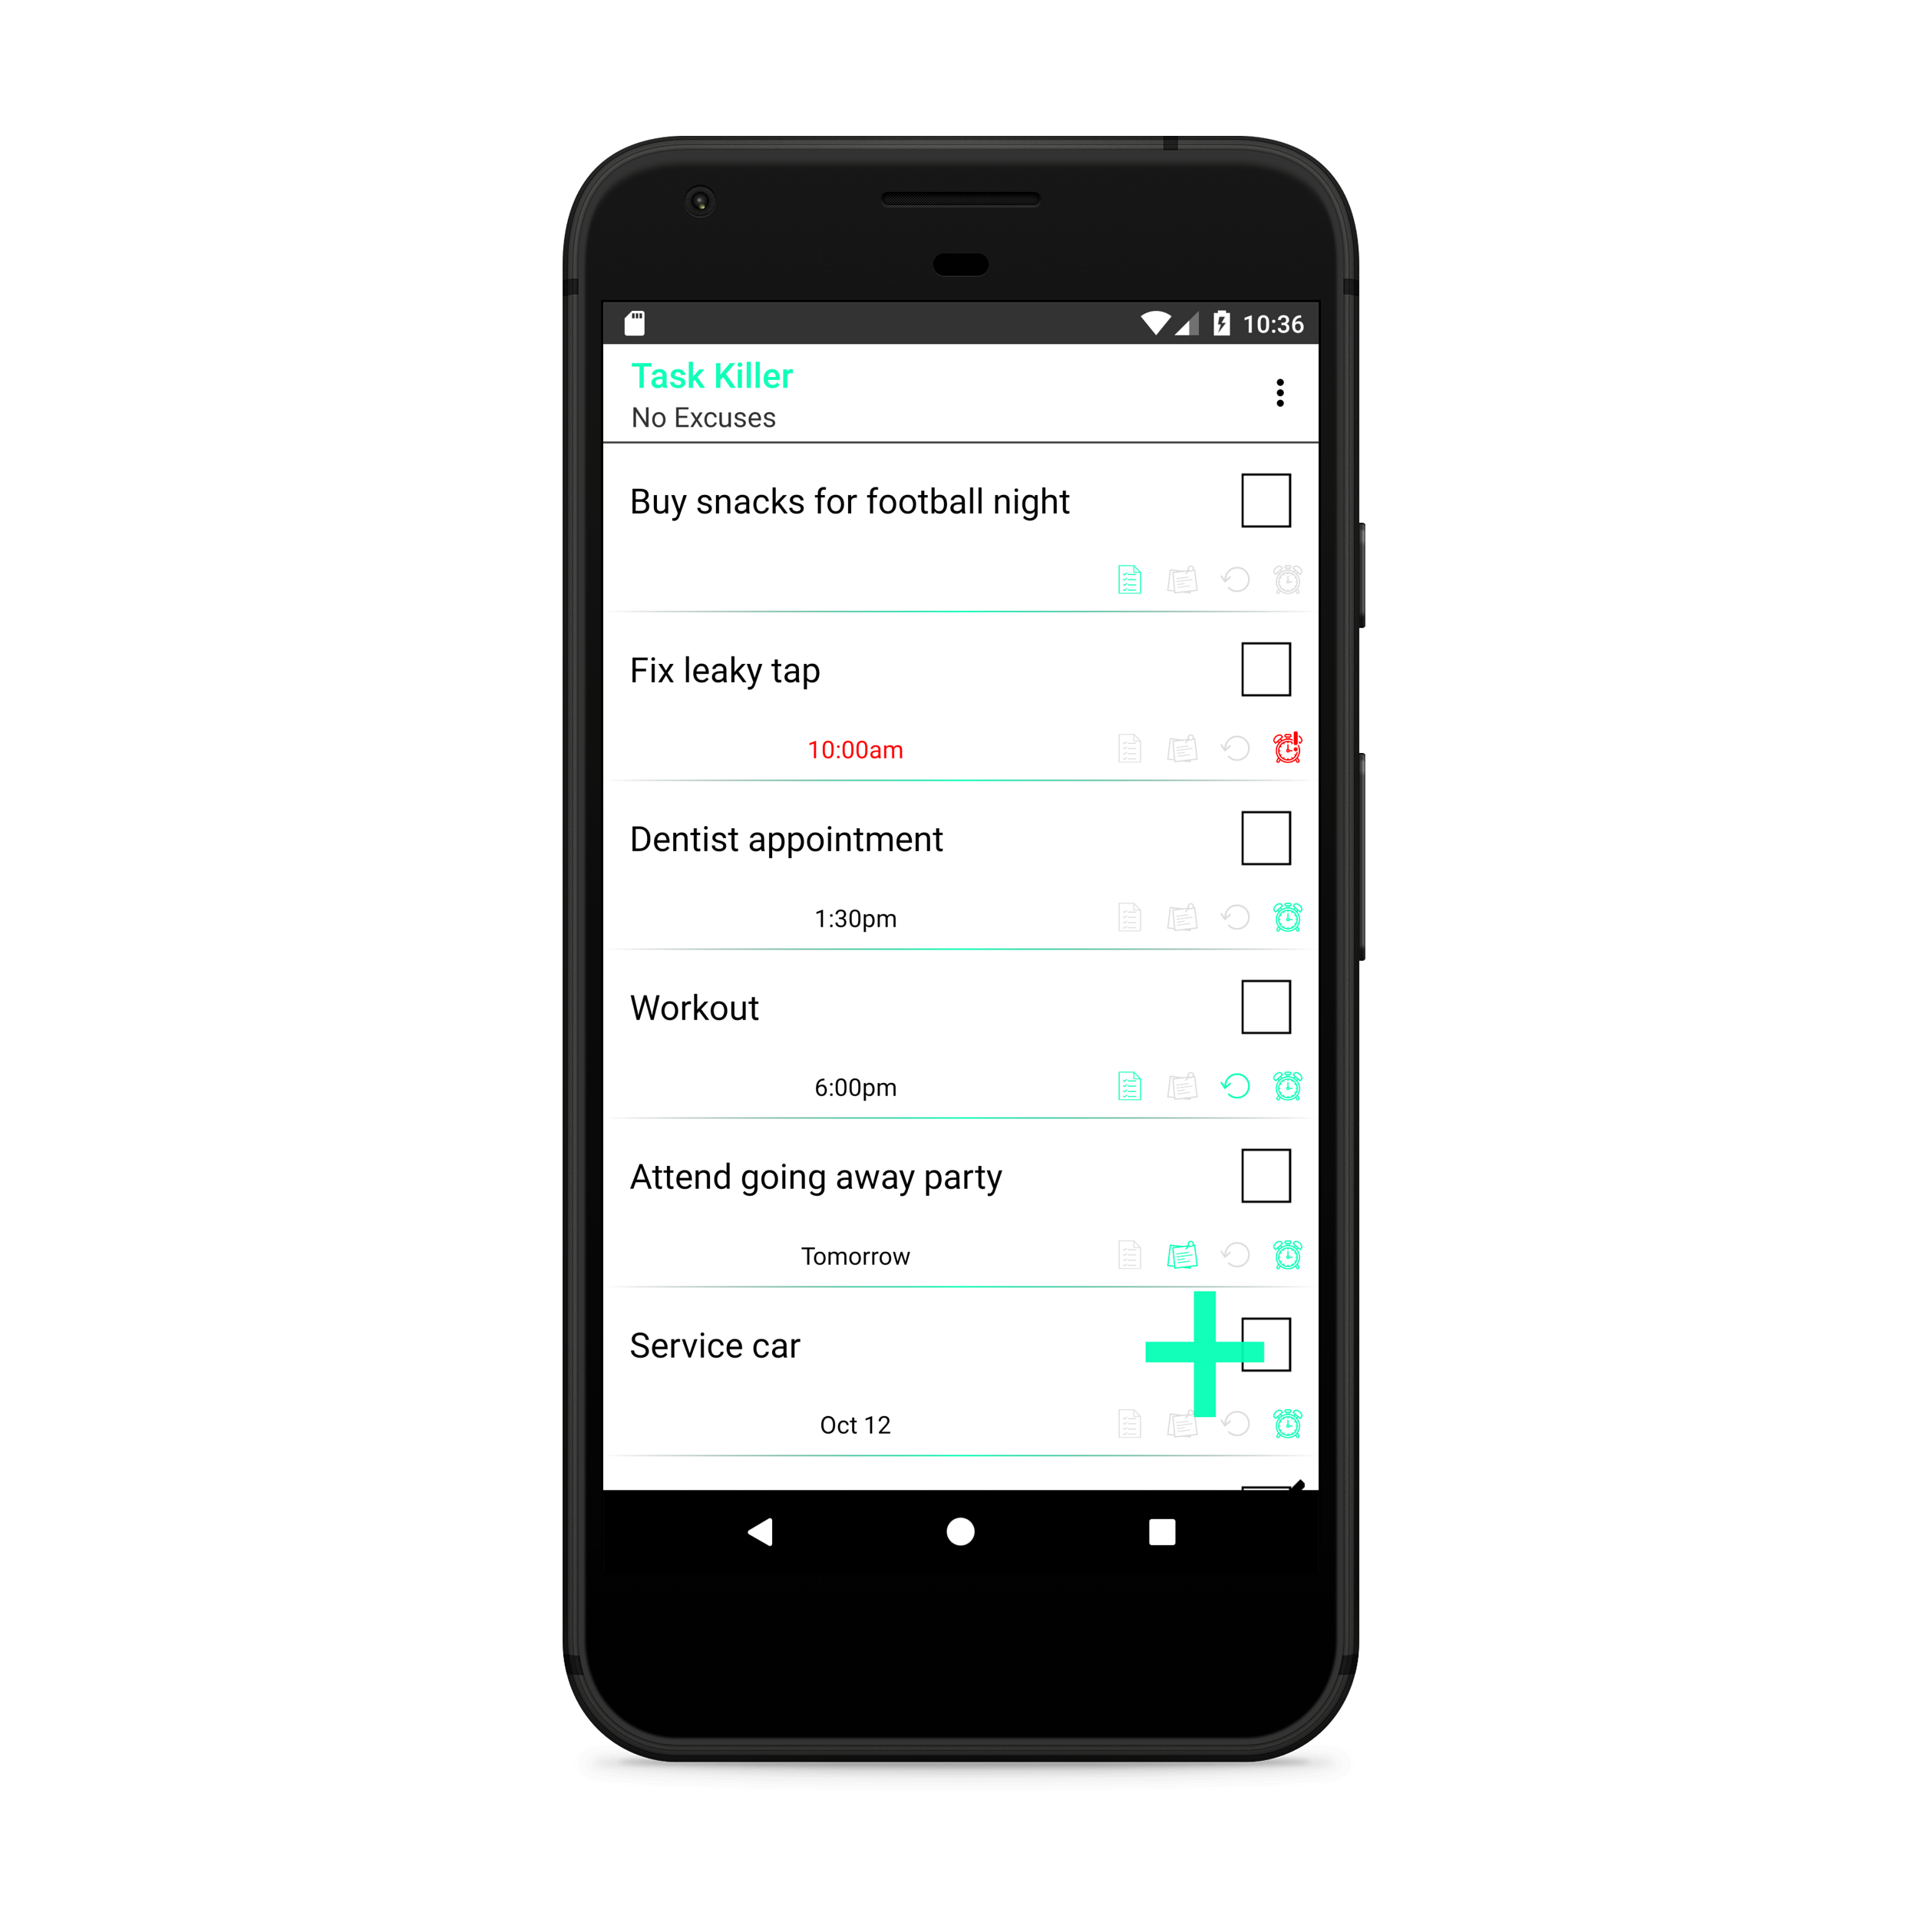 10:36
Task Killer
No Excuses
Buy snacks for football night
Fix leaky tap
10:00am
Dentist appointment
1:30pm
Workout
6:00pm
Attend going away party
Tomorrow
Service car
Oct 12